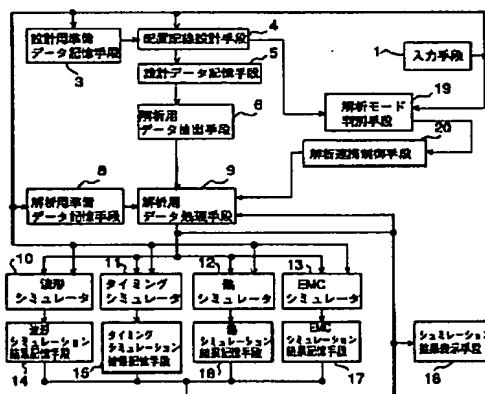 4
設計用準備
データ記憶手段
3
配置配線設計手段
5
設計データ記憶手段
1
入力手段
19
6
解析用
データ抽出手段
解析モード
判別手段
20
解析連携制御手段
8
解析用準備
データ記憶手段
9
解析用
データ処理手段
10
波形
シミュレータ
11
タイミング
シミュレータ
12
熱
シミュレータ
13
EMC
シミュレータ
波形
シミュレーション
結果記憶手段
14
タイミング
シミュレーション
結果記憶手段
15
熱
シミュレーション
結果記憶手段
16
EMC
シミュレーション
結果記憶手段
17
シュミレーション
結果表示手段
18